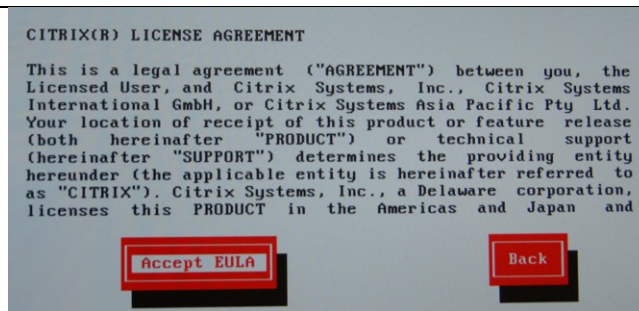 CITRIX(R) LICENSE AGREEMENT
This is a legal agreement ("AGREEMENT") between you, the
Licensed User, and Citrix Systems, Inc., Citrix Systems
International GmbH, or Citrix Systems Asia Pacific Pty Ltd.
Your location of receipt of this product or feature release
(both hereinafter "PRODUCT") or technical support
(hereinafter "SUPPORT") determines the providing entity
hereunder (the applicable entity is hereinafter referred to
as "CITRIX"). Citrix Systems, Inc., a Delaware corporation,
licenses this PRODUCT in the Americas and Japan and
Accept EULA Back